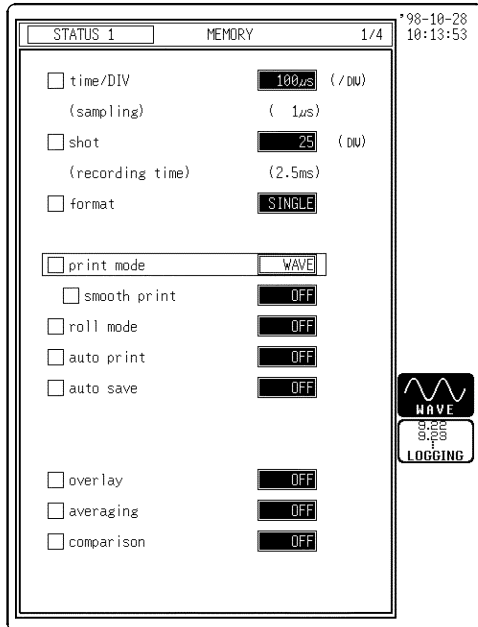 '98-10-28
10:13:53
STATUS 1 MEMORY 1/4
time/DIV 100µs (/DIV)
(sampling) ( 1µs)
shot 25 (DIV)
(recording time) (2.5ms)
format SINGLE
print mode WAVE
smooth print OFF
roll mode OFF
auto print OFF
auto save OFF
overlay OFF
averaging OFF
comparison OFF
WAVE
9.22
9.23
LOGGING